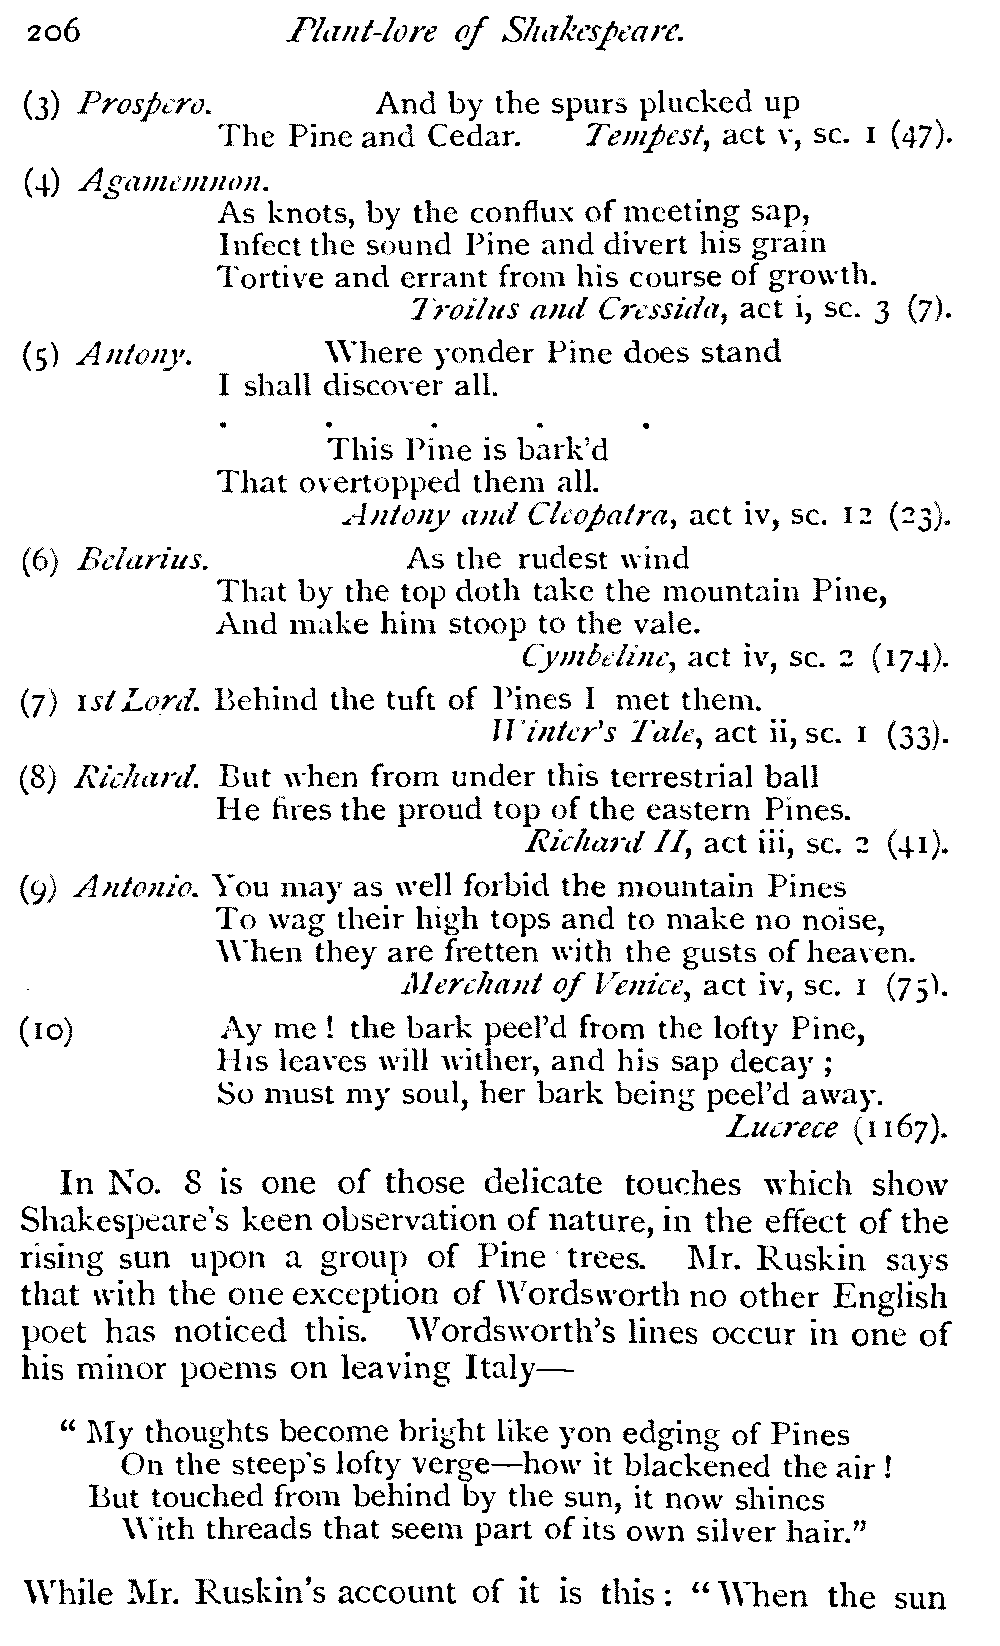 206 Plant-lore of Shakespeare.
(3) Prospero. And by the spurs plucked up
The Pine and Cedar. Tempest, act v, sc. 1 (47).
(4) Agamemnon.
As knots, by the conflux of meeting sap,
Infect the sound Pine and divert his grain
Tortive and errant from his course of growth.
Troilus and Cressida, act i, sc. 3 (7).
(5) Antony. Where yonder Pine does stand
I shall discover all.
. . . . .
This Pine is bark'd
That overtopped them all.
Antony and Cleopatra, act iv, sc. 12 (23).
(6) Belarius. As the rudest wind
That by the top doth take the mountain Pine,
And make him stoop to the vale.
Cymbeline, act iv, sc. 2 (174).
(7) 1st Lord. Behind the tuft of Pines I met them.
Winter's Tale, act ii, sc. 1 (33).
(8) Richard. But when from under this terrestrial ball
He fires the proud top of the eastern Pines.
Richard II, act iii, sc. 2 (41).
(9) Antonio. You may as well forbid the mountain Pines
To wag their high tops and to make no noise,
When they are fretten with the gusts of heaven.
Merchant of Venice, act iv, sc. 1 (75).
(10) Ay me! the bark peel'd from the lofty Pine,
His leaves will wither, and his sap decay;
So must my soul, her bark being peel'd away.
Lucrece (1167).
In No. 8 is one of those delicate touches which show
Shakespeare's keen observation of nature, in the effect of the
rising sun upon a group of Pine trees. Mr. Ruskin says
that with the one exception of Wordsworth no other English
poet has noticed this. Wordsworth's lines occur in one of
his minor poems on leaving Italy—
"My thoughts become bright like yon edging of Pines
On the steep's lofty verge—how it blackened the air!
But touched from behind by the sun, it now shines
With threads that seem part of its own silver hair."
While Mr. Ruskin's account of it is this: "When the sun